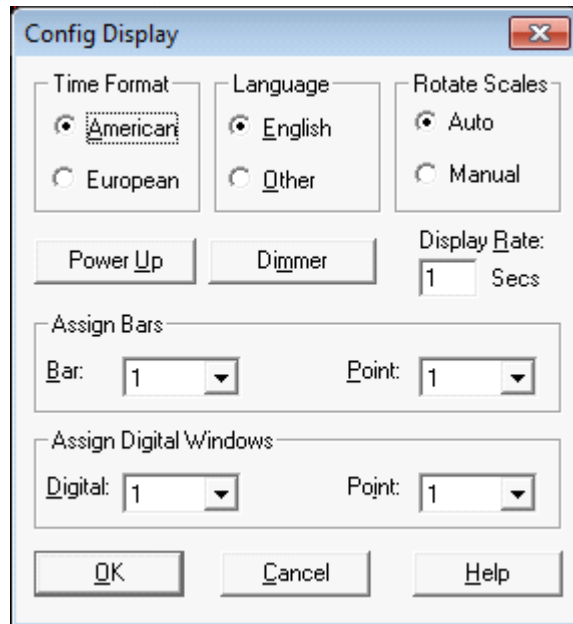 Config Display
Time Format
American
European
Language
English
Other
Rotate Scales
Auto
Manual
Power Up
Dimmer
Display Rate:
1 Secs
Assign Bars
Bar: 1 Point: 1
Assign Digital Windows
Digital: 1 Point: 1
OK Cancel Help